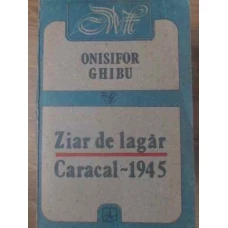 ONISIFOR
GHIBU
Ziar de lagăr
Caracal-1945